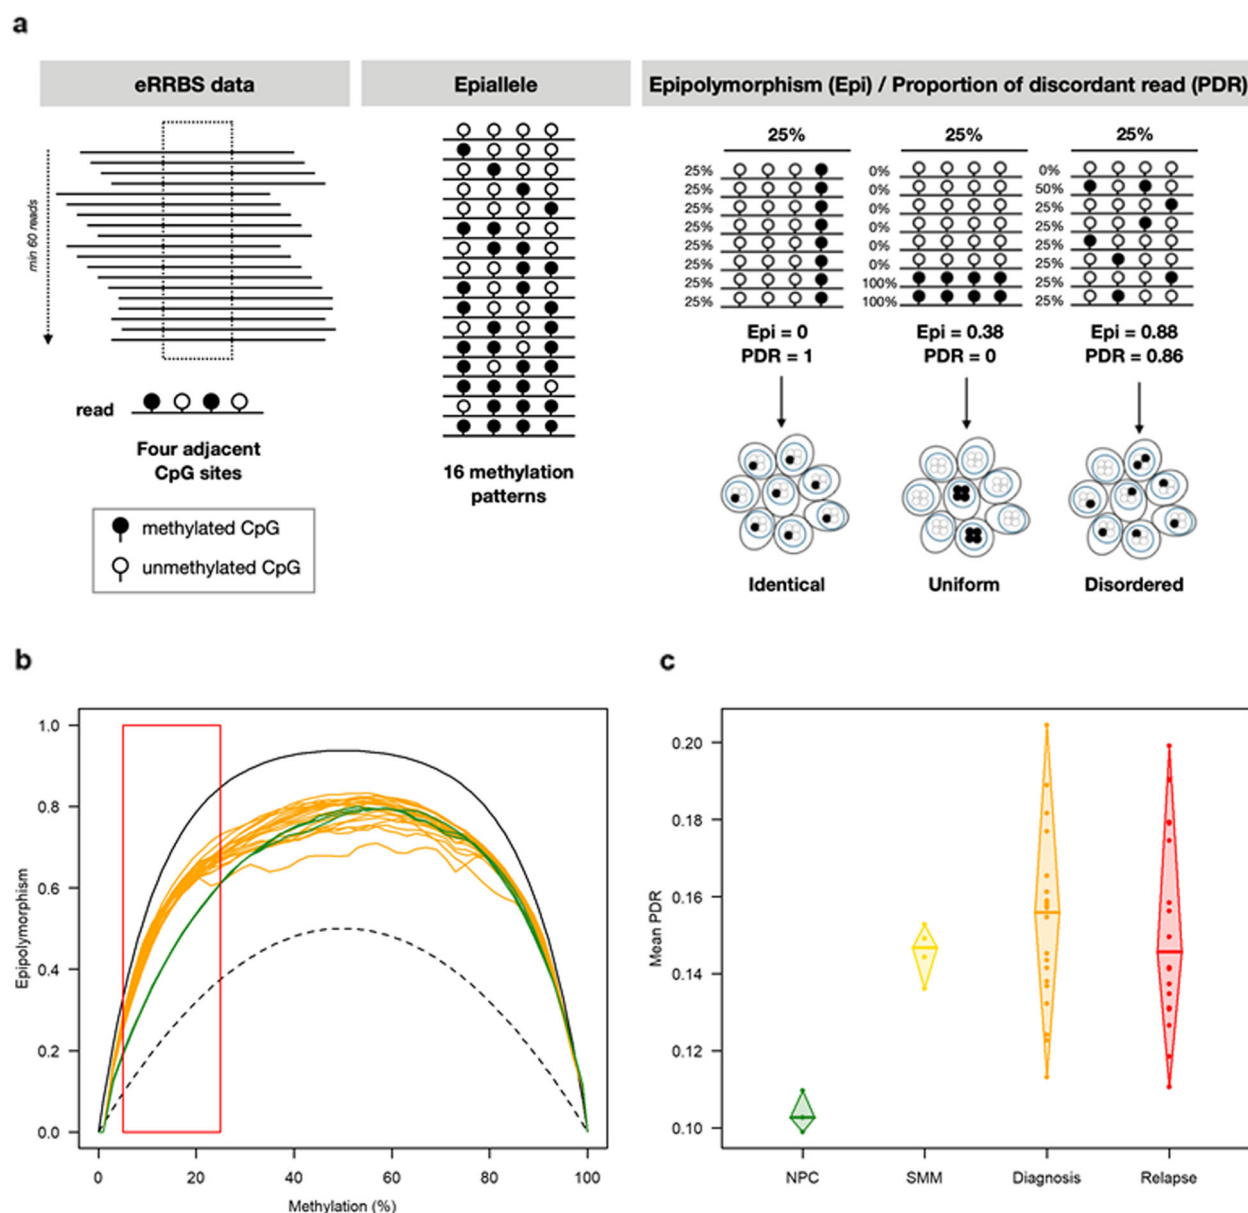 a
eRRBS data
Epiallele
Epipolymorphism (Epi) / Proportion of discordant read (PDR)
min 60 reads
read
Four adjacent
CpG sites
methylated CpG
unmethylated CpG
16 methylation
patterns
25% 25% 25%
25% 0% 0%
25% 0% 50%
25% 0% 25%
25% 0% 25%
25% 0% 25%
25% 0% 25%
25% 100% 25%
25% 100% 25%
Epi = 0 Epi = 0.38 Epi = 0.88
PDR = 1 PDR = 0 PDR = 0.86
Identical Uniform Disordered
b
Epipolymorphism
1.0
0.8
0.6
0.4
0.2
0.0
0 20 40 60 80 100
Methylation (%)
c
Mean PDR
0.20
0.18
0.16
0.14
0.12
0.10
NPC SMM Diagnosis Relapse